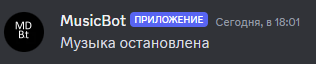 MD
Bt
MusicBot ПРИЛОЖЕНИЕ Сегодня, в 18:01
Музыка остановлена